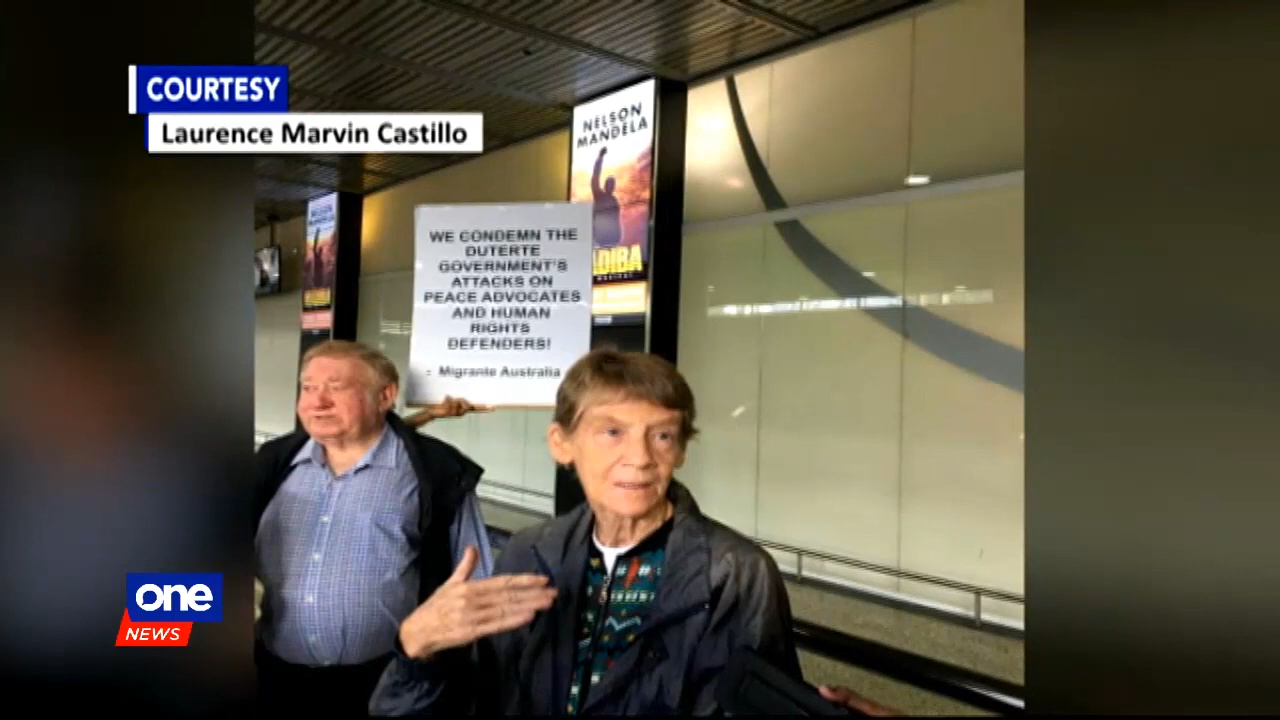 COURTESY
Laurence Marvin Castillo
NELSON
MANDELA
WE CONDEMN THE
DUTERTE
GOVERNMENT'S
ATTACKS ON
PEACE ADVOCATES
AND HUMAN
RIGHTS
DEFENDERS!
- Migrante Australia
one
NEWS